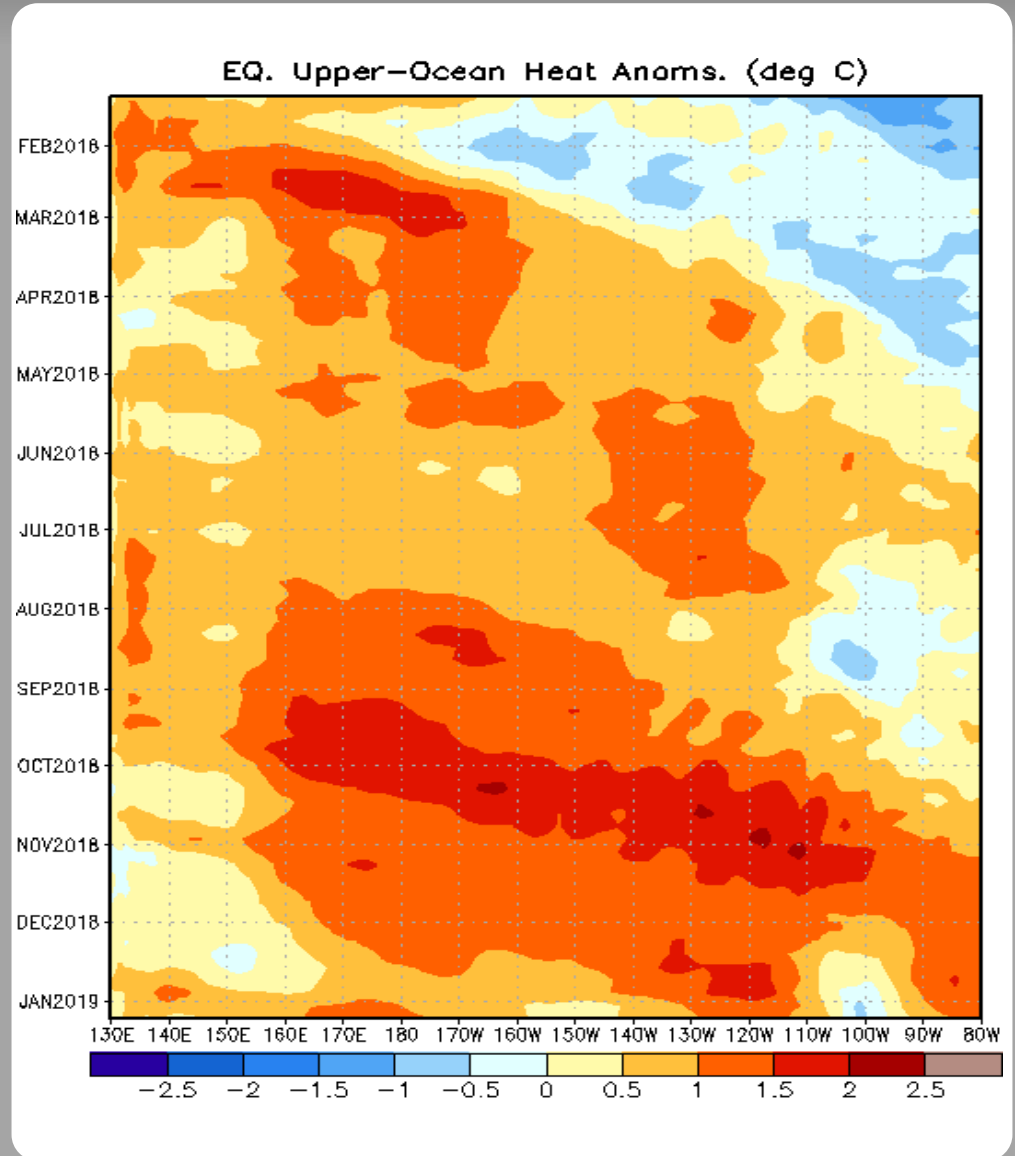 EQ. Upper-Ocean Heat Anoms. (deg C)
FEB2018
MAR2018
APR2018
MAY2018
JUN2018
JUL2018
AUG2018
SEP2018
OCT2018
NOV2018
DEC2018
JAN2019
130E 140E 150E 160E 170E 180 170W 160W 150W 140W 130W 120W 110W 100W 90W 80W
-2.5 -2 -1.5 -1 -0.5 0 0.5 1 1.5 2 2.5